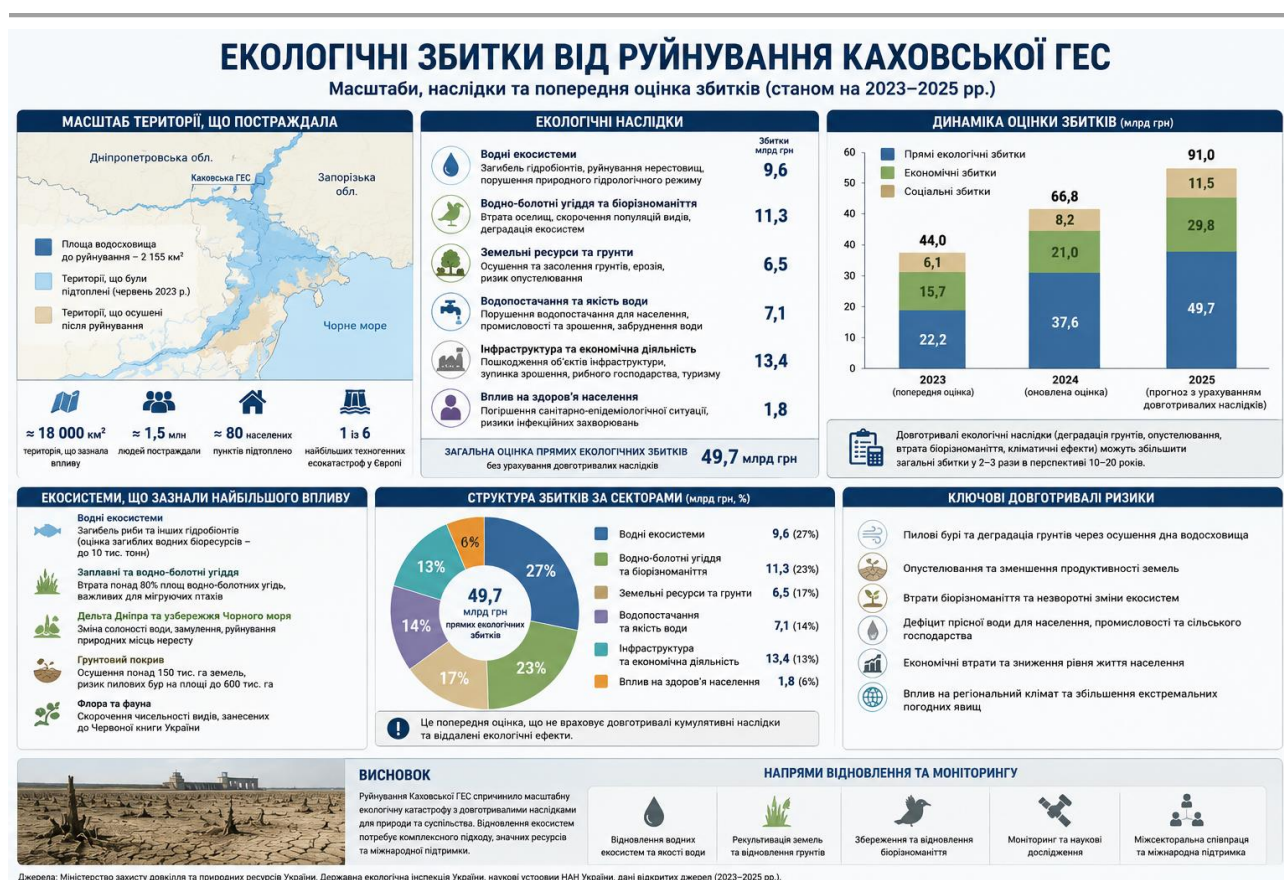 ЕКОЛОГІЧНІ ЗБИТКИ ВІД РУЙНУВАННЯ КАХОВСЬКОЇ ГЕС
Масштаби, наслідки та попередня оцінка збитків (станом на 2023–2025 рр.)
МАСШТАБ ТЕРИТОРІЇ, ЩО ПОСТРАЖДАЛА
Дніпропетровська обл.
Каховська ГЕС
Запорізька
обл.
Площа водосховища
до руйнування – 2 155 км²
Території, що були
підтоплені (червень 2023 р.)
Території, що осушені
після руйнування
Чорне море
≈ 18 000 км²
територія, що зазнала
впливу
≈ 1,5 млн
людей постраждали
≈ 80 населених
пунктів підтоплено
1 із 6
найбільших техногенних
есокатастроф у Європі
ЕКОЛОГІЧНІ НАСЛІДКИ
Збитки
млрд грн
Водні екосистеми
Загибель гідробіонтів, руйнування нерестовищ,
порушення природного гідрологічного режиму
9,6
Водно-болотні угіддя та біорізноманіття
Втрата оселищ, скорочення популяцій видів,
деградація екосистем
11,3
Земельні ресурси та грунти
Осушення та засолення грунтів, ерозія,
ризик опустелювання
6,5
Водопостачання та якість води
Порушення водопостачання для населення,
промисловості та зрошення, забруднення води
7,1
Інфраструктура та економічна діяльність
Пошкодження об'єктів інфраструктури,
зупинка зрошення, рибного господарства, туризму
13,4
Вплив на здоров'я населення
Погіршення санітарно-епідеміологічної ситуації,
ризики інфекційних захворювань
1,8
ЗАГАЛЬНА ОЦІНКА ПРЯМИХ ЕКОЛОГІЧНИХ ЗБИТКІВ
без урахування довготривалих наслідків
49,7 млрд грн
ДИНАМІКА ОЦІНКИ ЗБИТКІВ (млрд грн)
60
50
40
40
30
20
10
0
Прямі екологічні збитки
Економічні збитки
Соціальні збитки
44,0
6,1
15,7
22,2
66,8
8,2
21,0
37,6
91,0
11,5
29,8
49,7
2023
(попередня оцінка)
2024
(оновлена оцінка)
2025
(прогноз з урахуванням
довготривалих наслідків)
Довготривалі екологічні наслідки (деградація грунтів, опустелювання,
втрата біорізноманіття, кліматичні ефекти) можуть збільшити
загальні збитки у 2–3 рази в перспективі 10–20 років.
ЕКОСИСТЕМИ, ЩО ЗАЗНАЛИ НАЙБІЛЬШОГО ВПЛИВУ
Водні екосистеми
Загибель риби та інших гідробіонтів
(оцінка загиблих водних біоресурсів –
до 10 тис. тонн)
Заплавні та водно-болотні угіддя
Втрата понад 80% площ водно-болотних угідь,
важливих для мігруючих птахів
Дельта Дніпра та узбережжя Чорного моря
Зміна солоності води, замулення, руйнування
природних місць нересту
Грунтовий покрив
Осушення понад 150 тис. га земель,
ризик пилових бур на площі до 600 тис. га
Флора та фауна
Скорочення чисельності видів, занесених
до Червоної книги України
СТРУКТУРА ЗБИТКІВ ЗА СЕКТОРАМИ (млрд грн, %)
6%
27%
13%
14%
17%
23%
49,7
млрд грн
прямих екологічних
збитків
Водні екосистеми 9,6 (27%)
Водно-болотні угіддя
та біорізноманіття 11,3 (23%)
Земельні ресурси та грунти 6,5 (17%)
Водопостачання
та якість води 7,1 (14%)
Інфраструктура
та економічна діяльність 13,4 (13%)
Вплив на здоров'я населення 1,8 (6%)
Це попередня оцінка, що не враховує довготривалі кумулятивні наслідки
та віддалені екологічні ефекти.
КЛЮЧОВІ ДОВГОТРИВАЛІ РИЗИКИ
Пилові бурі та деградація грунтів через осушення дна водосховища
Опустелювання та зменшення продуктивності земель
Втрати біорізноманіття та незворотні зміни екосистем
Дефіцит прісної води для населення, промисловості та сільського
господарства
Економічні втрати та зниження рівня життя населення
Вплив на регіональний клімат та збільшення екстремальних
погодних явищ
ВИСНОВОК
Руйнування Каховської ГЕС спричинило масштабну
екологічну катастрофу з довготривалими наслідками
для природи та суспільства. Відновлення екосистем
потребує комплексного підходу, значних ресурсів
та міжнародної підтримки.
НАПРЯМИ ВІДНОВЛЕННЯ ТА МОНІТОРИНГУ
Відновлення водних
екосистем та якості води
Рекультивація земель
та відновлення грунтів
Збереження та відновлення
біорізноманіття
Моніторинг та наукові
дослідження
Міжсекторальна співпраця
та міжнародна підтримка
Джерела: Міністерство захисту довкілля та природних ресурсів України, Державна екологічна інспекція України, наукові устрови НАН України, дані відкритих джерел (2023–2025 рр.).